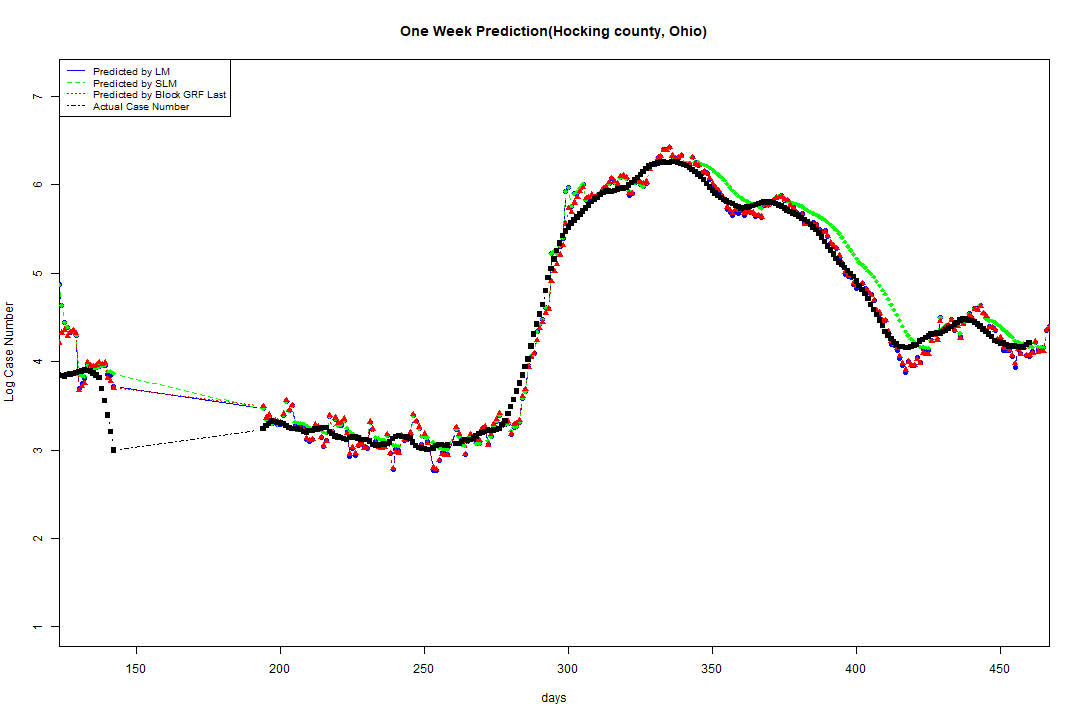 One Week Prediction(Hocking county, Ohio)
Predicted by LM
Predicted by SLM
Predicted by Block GRF Last
Actual Case Number
7
6
5
4
3
2
1
Log Case Number
150
200
250
300
350
400
450
days